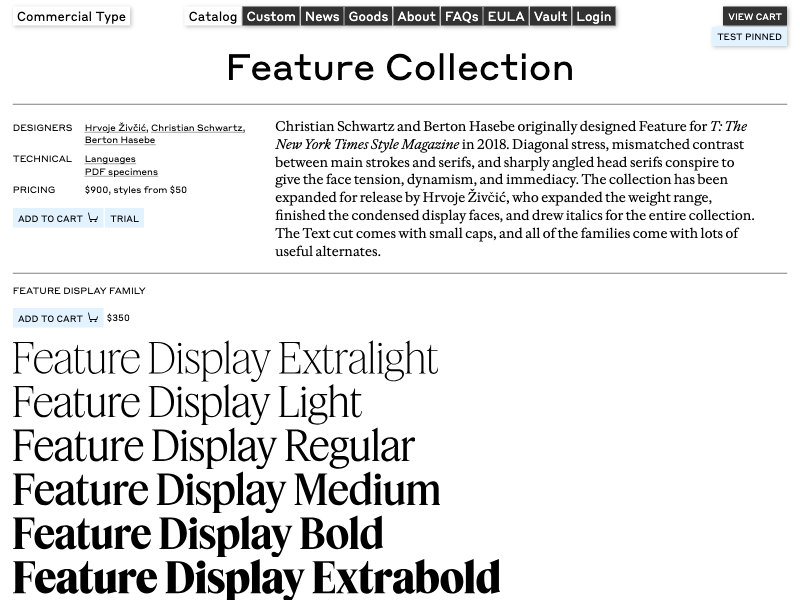 Commercial Type
Catalog Custom News Goods About FAQs EULA Vault Login
VIEW CART
TEST PINNED
Feature Collection
DESIGNERS Hrvoje Živčić, Christian Schwartz,
Berton Hasebe
TECHNICAL Languages
PDF specimens
PRICING $900, styles from $50
ADD TO CART TRIAL
Christian Schwartz and Berton Hasebe originally designed Feature for T: The
New York Times Style Magazine in 2018. Diagonal stress, mismatched contrast
between main strokes and serifs, and sharply angled head serifs conspire to
give the face tension, dynamism, and immediacy. The collection has been
expanded for release by Hrvoje Živčić, who expanded the weight range,
finished the condensed display faces, and drew italics for the entire collection.
The Text cut comes with small caps, and all of the families come with lots of
useful alternates.
FEATURE DISPLAY FAMILY
ADD TO CART $350
Feature Display Extralight
Feature Display Light
Feature Display Regular
Feature Display Medium
Feature Display Bold
Feature Display Extrabold